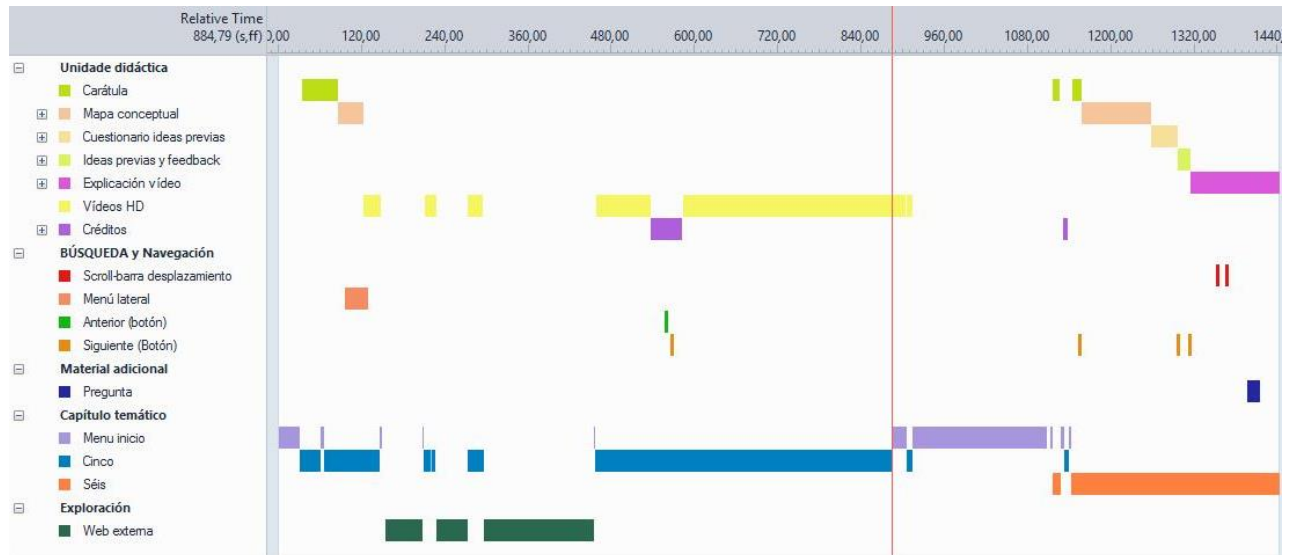 Relative Time
884,79 (s,ff) 0,00 120,00 240,00 360,00 480,00 600,00 720,00 840,00 960,00 1080,00 1200,00 1320,00 1440,
Unidade didáctica
Carátula
Mapa conceptual
Cuestionario ideas previas
Ideas previas y feedback
Explicación vídeo
Vídeos HD
Créditos
BÚSQUEDA y Navegación
Scroll-barra desplazamiento
Menú lateral
Anterior (botón)
Siguiente (Botón)
Material adicional
Pregunta
Capítulo temático
Menu inicio
Cinco
Séis
Exploración
Web externa